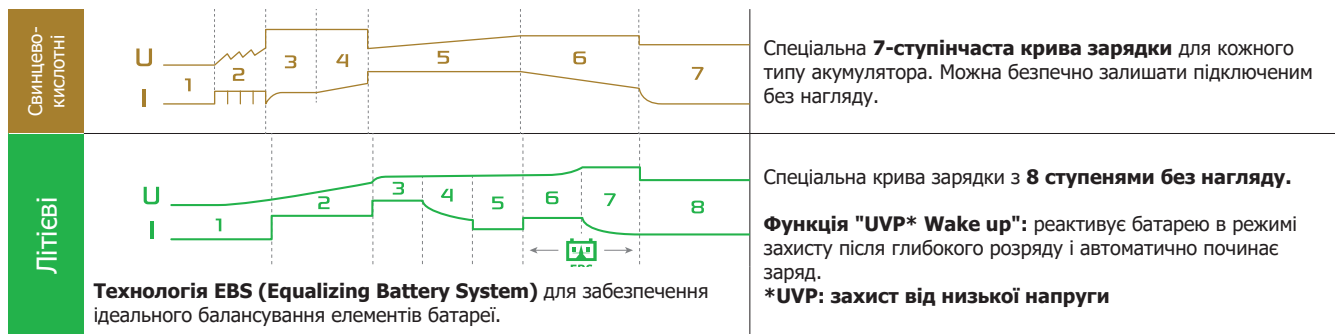 Свинцево-
кислотні
U
I
1
2
3
4
5
6
7
Спеціальна 7-ступінчаста крива зарядки для кожного
типу акумулятора. Можна безпечно залишати підключеним
без нагляду.
Літієві
U
I
1
2
3
4
5
6
7
8
EBS
Технологія EBS (Equalizing Battery System) для забезпечення
ідеального балансування елементів батареї.
Спеціальна крива зарядки з 8 ступенями без нагляду.
Функція "UVP* Wake up": реактивує батарею в режимі
захисту після глибокого розряду і автоматично починає
заряд.
*UVP: захист від низької напруги